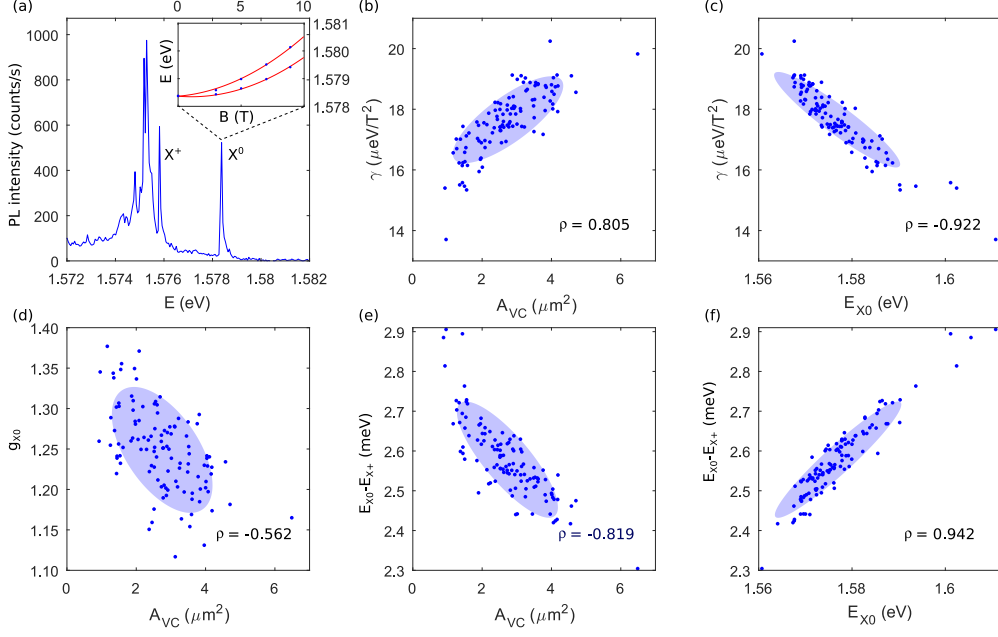 (a)
PL intensity (counts/s)
1000
800
600
400
200
0
1.572
1.574
1.576
1.578
1.58
1.582
E (eV)
X⁺
X⁰
0
5
10
E (eV)
1.581
1.580
1.579
1.578
B (T)
(b)
γ (μeV/T²)
20
18
16
14
13
0
2
4
6
A_VC (μm²)
ρ = 0.805
(c)
γ (μeV/T²)
20
18
16
14
13
1.56
1.58
1.6
E_X0 (eV)
ρ = -0.922
(d)
g_X0
1.40
1.35
1.30
1.25
1.20
1.15
1.10
0
2
4
6
A_VC (μm²)
ρ = -0.562
(e)
E_X0-E_X+ (meV)
2.9
2.8
2.7
2.6
2.5
2.4
2.3
0
2
4
6
A_VC (μm²)
ρ = -0.819
(f)
E_X0-E_X+ (meV)
2.9
2.8
2.7
2.6
2.5
2.4
2.3
1.56
1.58
1.6
E_X0 (eV)
ρ = 0.942